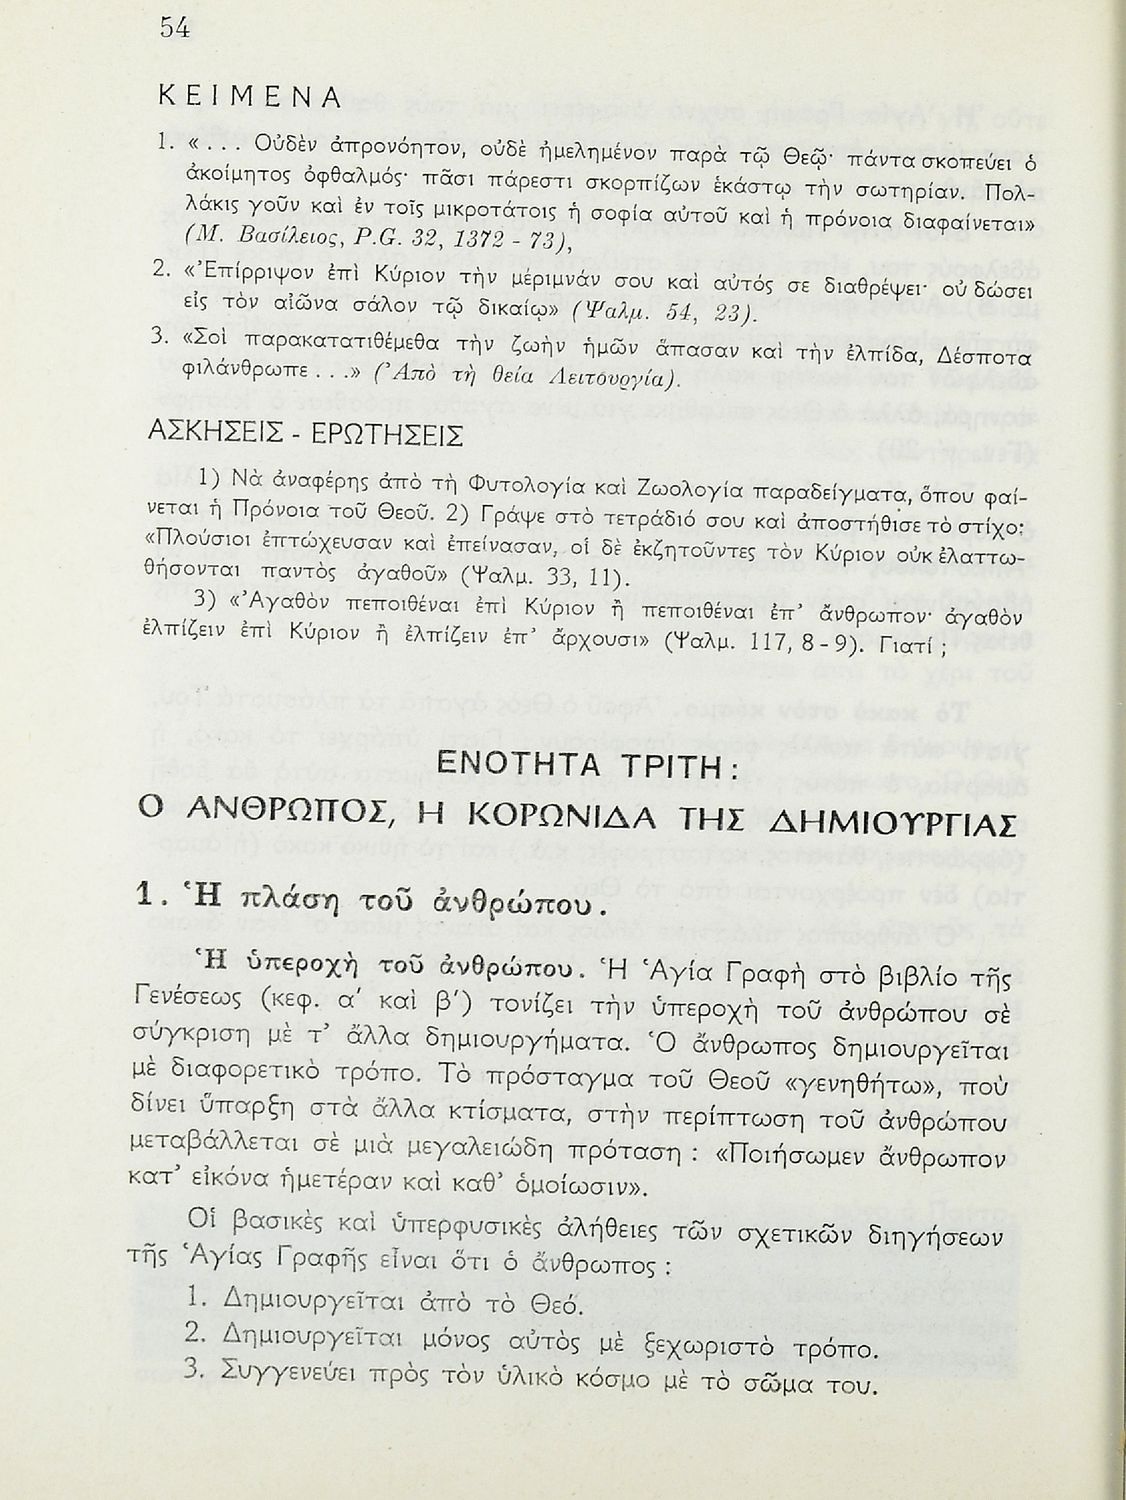 54
ΚΕΙΜΕΝΑ
1. «... Οὐδὲν ἀπρονόητον, οὐδὲ ἠμελημένον παρὰ τῷ Θεῷ· πάντα σκοπεύει ὁ
ἀκοίμητος ὀφθαλμός· πᾶσι πάρεστι σκορπίζων ἑκάστῳ τὴν σωτηρίαν. Πολ-
λάκις γοῦν καὶ ἐν τοῖς μικροτάτοις ἡ σοφία αὐτοῦ καὶ ἡ πρόνοια διαφαίνεται»
(Μ. Βασίλειος, P.G. 32, 1372 - 73),
2. «Ἐπίρριψον ἐπὶ Κύριον τὴν μέριμνάν σου καὶ αὐτός σε διαθρέψει· οὐ δώσει
εἰς τὸν αἰῶνα σάλον τῷ δικαίῳ» (Ψαλμ. 54, 23).
3. «Σοὶ παρακατατιθέμεθα τὴν ζωὴν ἡμῶν ἅπασαν καὶ τὴν ἐλπίδα, Δέσποτα
φιλάνθρωπε ...» (Ἀπὸ τὴ θεία Λειτουργία).
ΑΣΚΗΣΕΙΣ - ΕΡΩΤΗΣΕΙΣ
1) Νὰ ἀναφέρης ἀπὸ τὴ Φυτολογία καὶ Ζωολογία παραδείγματα, ὅπου φαί-
νεται ἡ Πρόνοια τοῦ Θεοῦ. 2) Γράψε στὸ τετράδιό σου καὶ ἀποστήθισε τὸ στίχο:
«Πλούσιοι ἐπτώχευσαν καὶ ἐπείνασαν, οἱ δὲ ἐκζητοῦντες τὸν Κύριον οὐκ ἐλαττω-
θήσονται παντὸς ἀγαθοῦ» (Ψαλμ. 33, 11).
3) «Ἀγαθὸν πεποιθέναι ἐπὶ Κύριον ἢ πεποιθέναι ἐπ' ἄνθρωπον· ἀγαθὸν
ἐλπίζειν ἐπὶ Κύριον ἢ ἐλπίζειν ἐπ' ἄρχουσι» (Ψαλμ. 117, 8 - 9). Γιατί ;
ΕΝΟΤΗΤΑ ΤΡΙΤΗ :
Ο ΑΝΘΡΩΠΟΣ, Η ΚΟΡΩΝΙΔΑ ΤΗΣ ΔΗΜΙΟΥΡΓΙΑΣ
1. Ἡ πλάση τοῦ ἀνθρώπου.
Ἡ ὑπεροχὴ τοῦ ἀνθρώπου. Ἡ Ἁγία Γραφὴ στὸ βιβλίο τῆς
Γενέσεως (κεφ. α' καὶ β') τονίζει τὴν ὑπεροχὴ τοῦ ἀνθρώπου σὲ
σύγκριση μὲ τ' ἄλλα δημιουργήματα. Ὁ ἄνθρωπος δημιουργεῖται
μὲ διαφορετικὸ τρόπο. Τὸ πρόσταγμα τοῦ Θεοῦ «γενηθήτω», ποὺ
δίνει ὕπαρξη στὰ ἄλλα κτίσματα, στὴν περίπτωση τοῦ ἀνθρώπου
μεταβάλλεται σὲ μιὰ μεγαλειώδη πρόταση : «Ποιήσωμεν ἄνθρωπον
κατ' εἰκόνα ἡμετέραν καὶ καθ' ὁμοίωσιν».
Οἱ βασικὲς καὶ ὑπερφυσικὲς ἀλήθειες τῶν σχετικῶν διηγήσεων
τῆς Ἁγίας Γραφῆς εἶναι ὅτι ὁ ἄνθρωπος :
1. Δημιουργεῖται ἀπὸ τὸ Θεό.
2. Δημιουργεῖται μόνος αὐτὸς μὲ ξεχωριστὸ τρόπο.
3. Συγγενεύει πρὸς τὸν ὑλικὸ κόσμο μὲ τὸ σῶμα του.